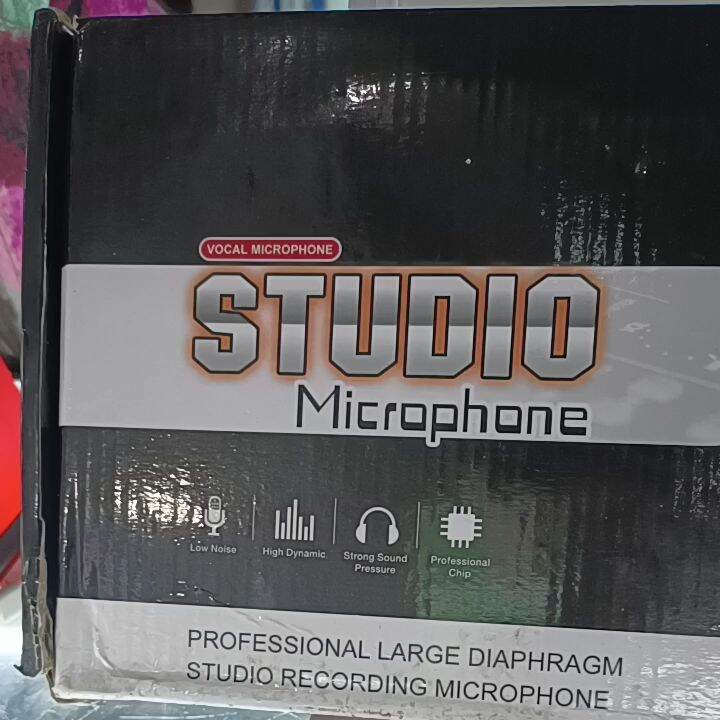 VOCAL MICROPHONE
STUDIO
Microphone
Low Noise
High Dynamic
Strong Sound
Pressure
Professional
Chip
PROFESSIONAL LARGE DIAPHRAGM
STUDIO RECORDING MICROPHONE